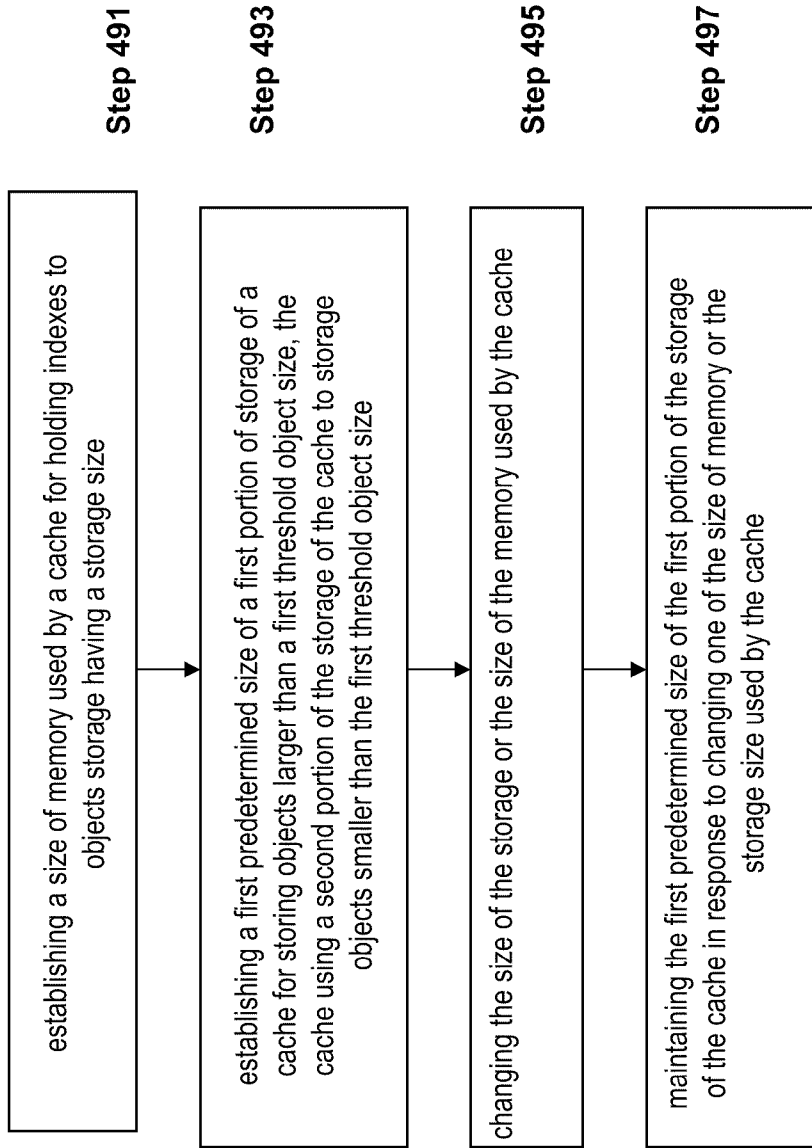 establishing a size of memory used by a cache for holding indexes to
objects storage having a storage size
Step 491
establishing a first predetermined size of a first portion of storage of a
cache for storing objects larger than a first threshold object size, the
cache using a second portion of the storage of the cache to storage
objects smaller than the first threshold object size
Step 493
changing the size of the storage or the size of the memory used by the cache
Step 495
maintaining the first predetermined size of the first portion of the storage
of the cache in response to changing one of the size of memory or the
storage size used by the cache
Step 497